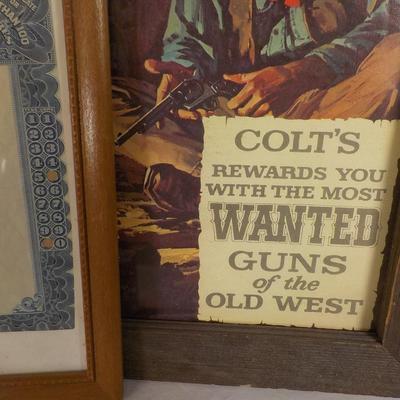 COLT'S
REWARDS YOU
WITH THE MOST
WANTED
GUNS
of the
OLD WEST